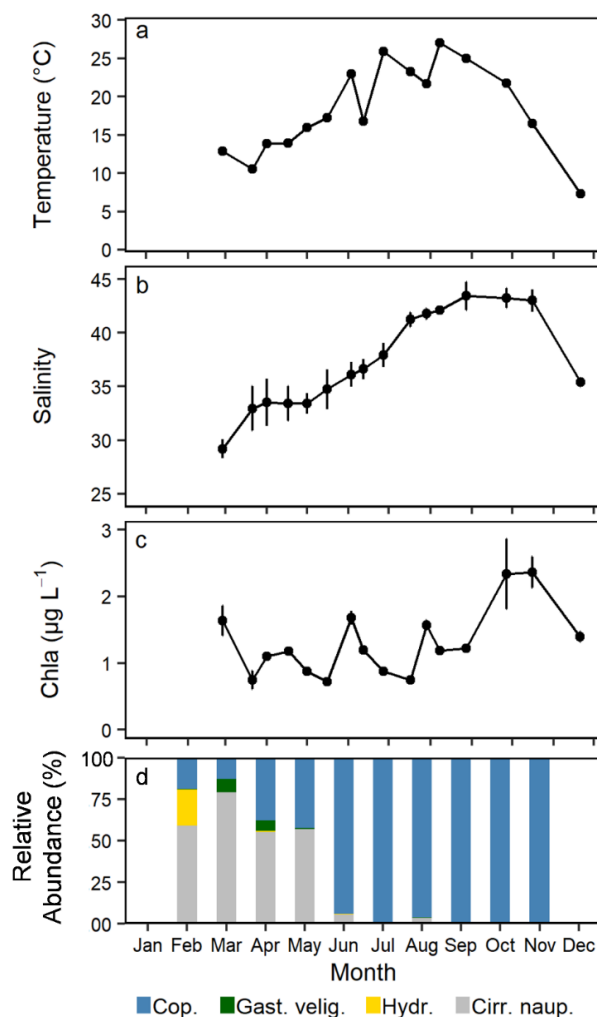 a
Temperature (°C)
30
25
20
15
10
5
0
b
Salinity
45
40
35
30
25
c
Chla (µg L⁻¹)
3
2
1
0
d
Relative
Abundance (%)
100
75
50
25
00
Jan Feb Mar Apr May Jun Jul Aug Sep Oct Nov Dec
Month
Cop. Gast. velig. Hydr. Cirr. naup.